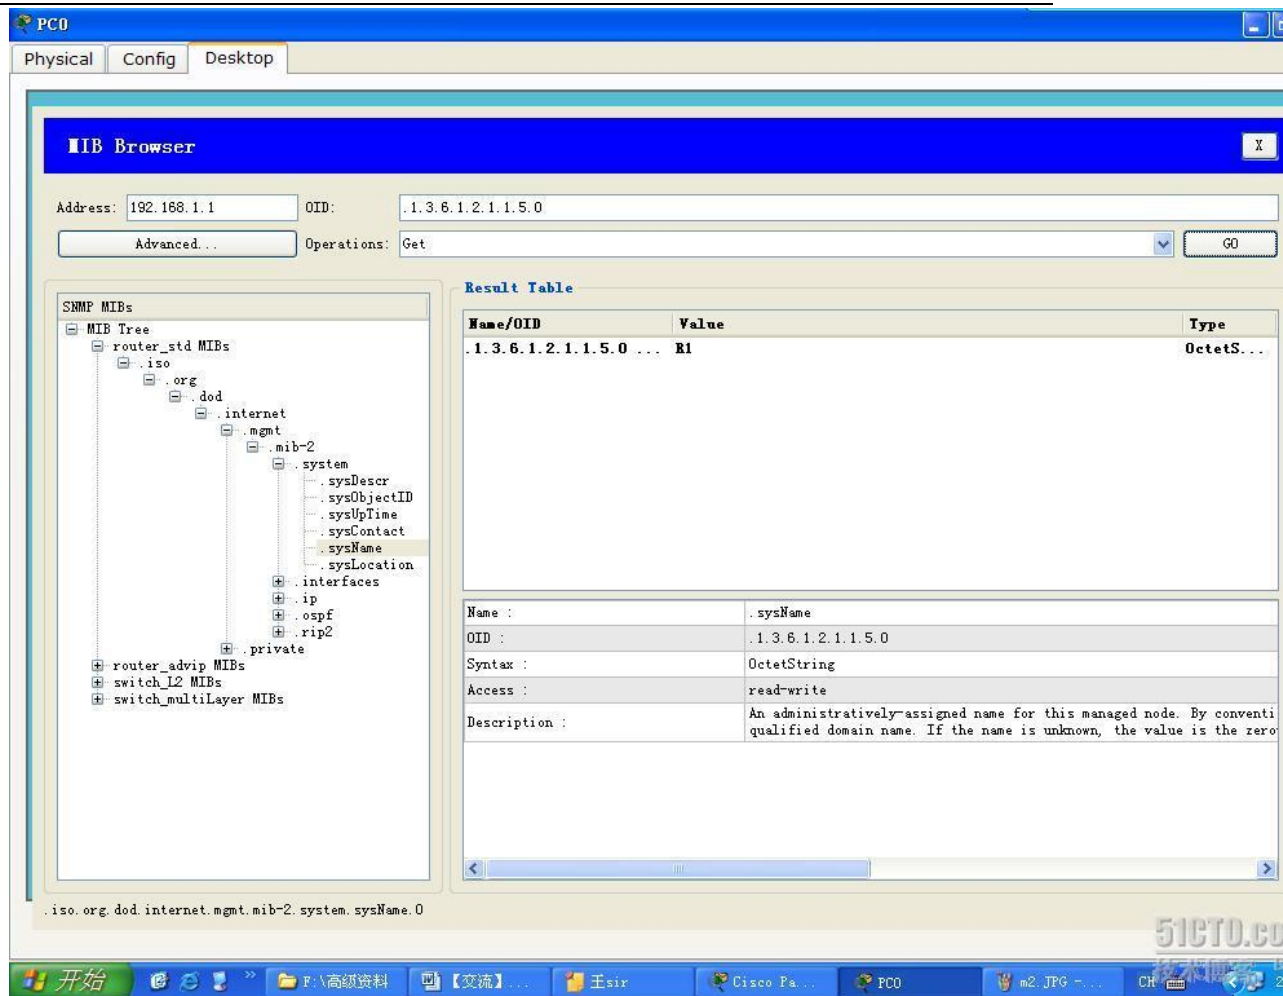 PC0
Physical Config Desktop
MIB Browser
X
Address: 192.168.1.1 OID: .1.3.6.1.2.1.1.5.0
Advanced... Operations: Get GO
Result Table
SNMP MIBs
MIB Tree
router_std MIBs
.iso
.org
.dod
.internet
.mgmt
.mib-2
.system
.sysDescr
.sysObjectID
.sysUpTime
.sysContact
.sysName
.sysLocation
.interfaces
.ip
.ospf
.rip2
.private
router_advip MIBs
switch_L2 MIBs
switch_multiLayer MIBs
Name/OID Value Type
.1.3.6.1.2.1.1.5.0 ... R1 OctetS...
Name : .sysName
OID : .1.3.6.1.2.1.1.5.0
Syntax : OctetString
Access : read-write
Description : An administratively-assigned name for this managed node. By conventi
qualified domain name. If the name is unknown, the value is the zero
.iso.org.dod.internet.mgmt.mib-2.system.sysName.0
51CTO.co
技术博客
开始 F:\高级资料 【交流】... 王sir Cisco Pa... PC0 m2.JPG -... CH 2